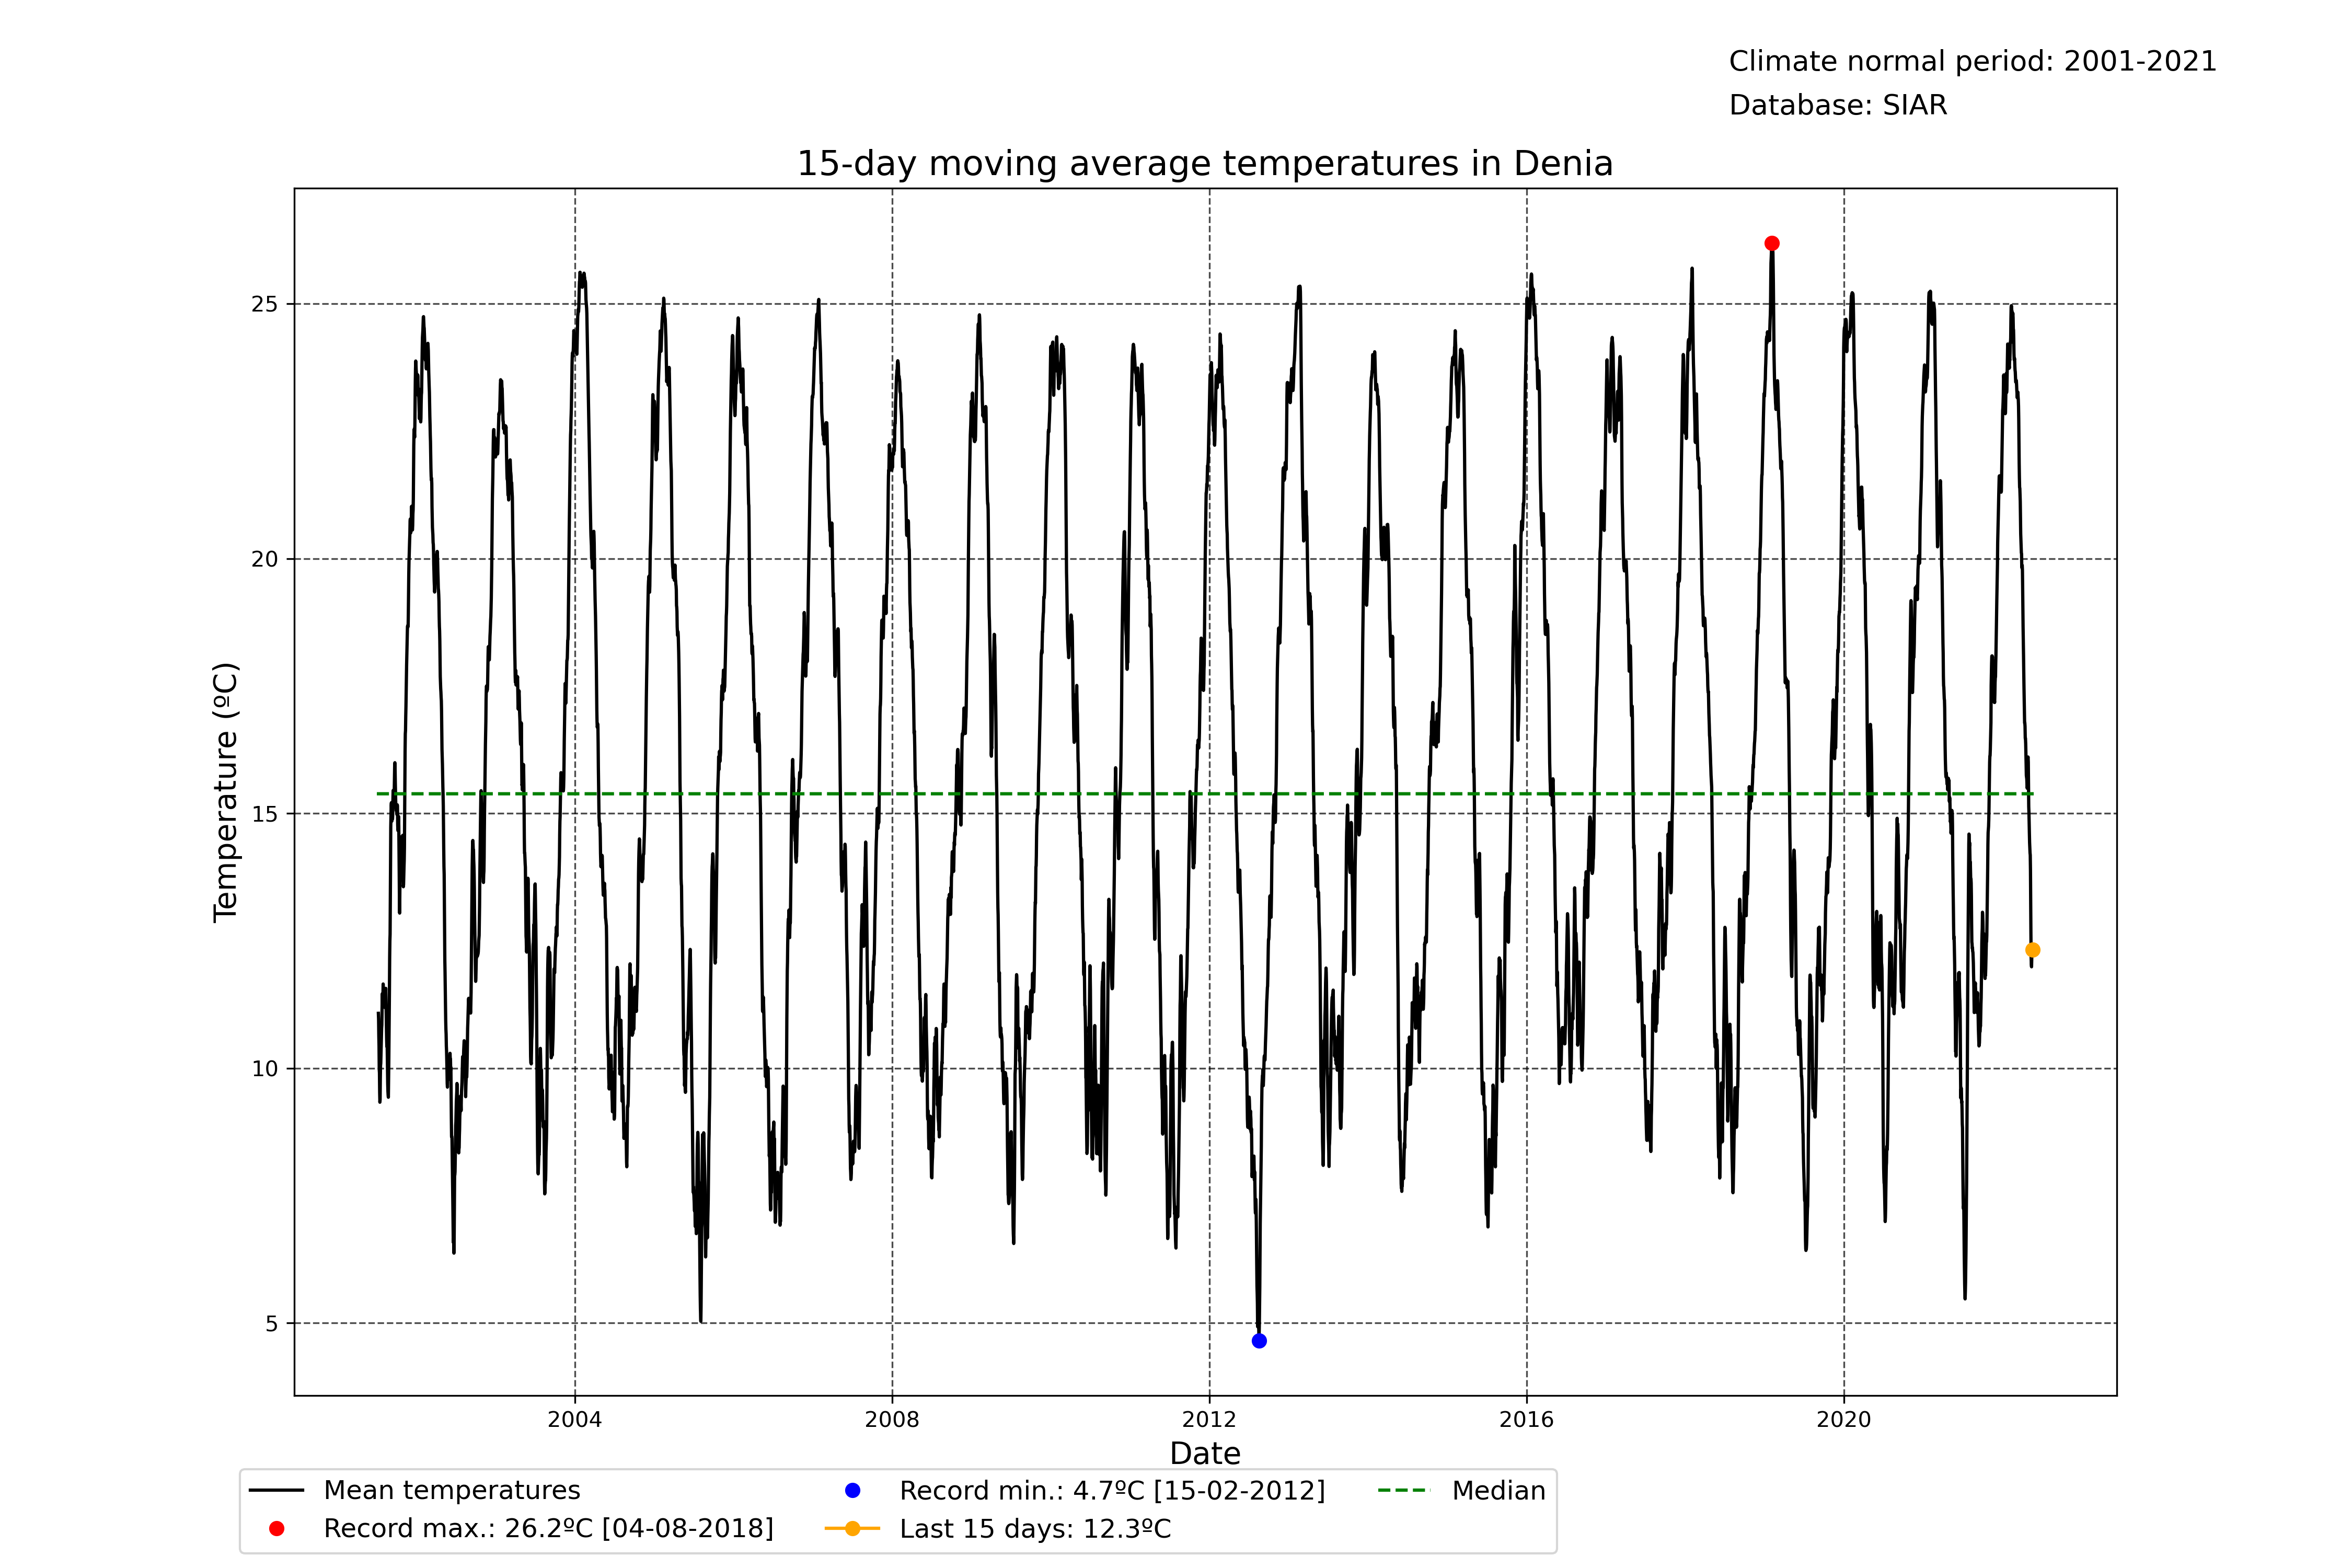 Climate normal period: 2001-2021
Database: SIAR
15-day moving average temperatures in Denia
25
20
15
10
5
Temperature (ºC)
2004
2008
2012
2016
2020
Date
Mean temperatures
Record max.: 26.2ºC [04-08-2018]
Record min.: 4.7ºC [15-02-2012]
Last 15 days: 12.3ºC
Median